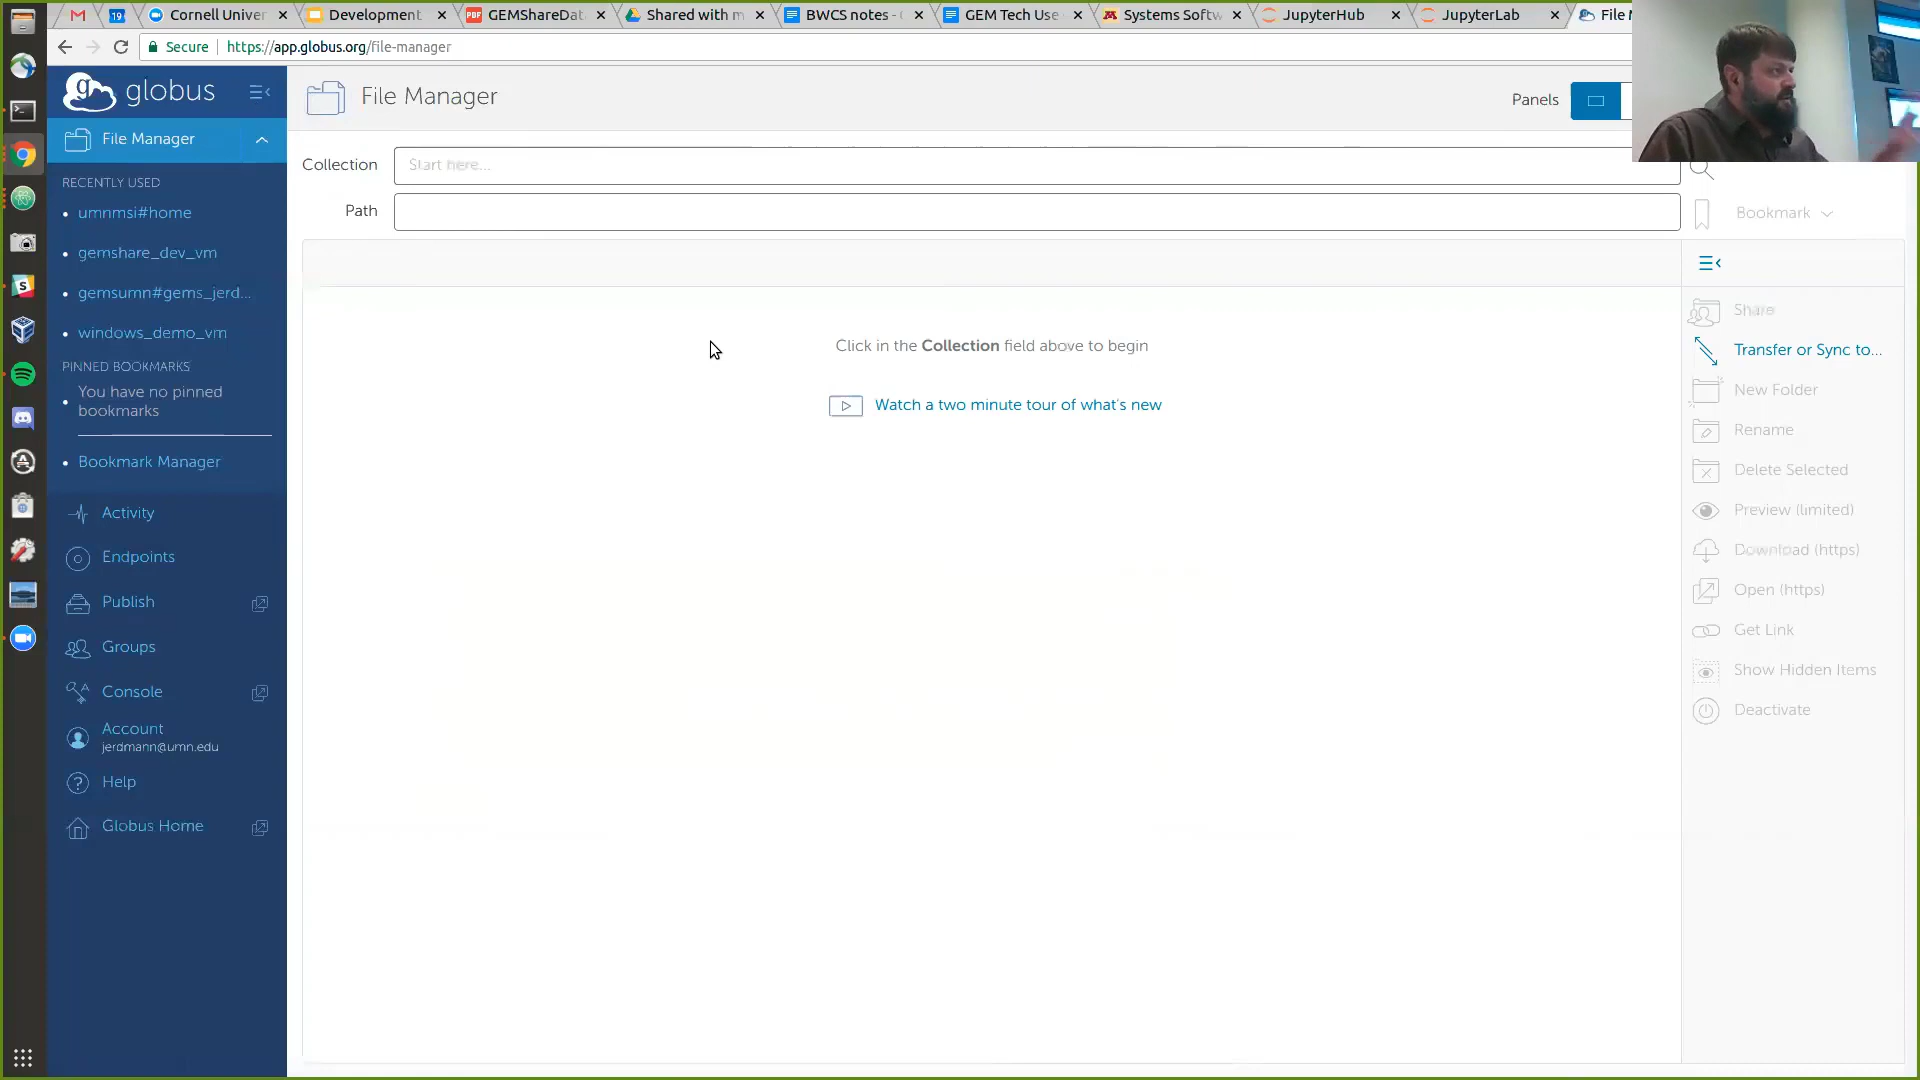 Cornell Univer
Development
GEMShareDat
Shared with m
BWCS notes -
GEM Tech Use
Systems Softw
JupyterHub
JupyterLab
File M
19
Secure
https://app.globus.org/file-manager
globus
File Manager
Panels
File Manager
Collection
Start here...
RECENTLY USED
umnmsi#home
Path
Bookmark
gemshare_dev_vm
gemsumn#gems_jerd...
windows_demo_vm
PINNED BOOKMARKS
You have no pinned
bookmarks
Bookmark Manager
Activity
Endpoints
Publish
Groups
Console
Account
jerdmann@umn.edu
Help
Globus Home
Click in the Collection field above to begin
Watch a two minute tour of what's new
Share
Transfer or Sync to...
New Folder
Rename
Delete Selected
Preview (limited)
Download (https)
Open (https)
Get Link
Show Hidden Items
Deactivate